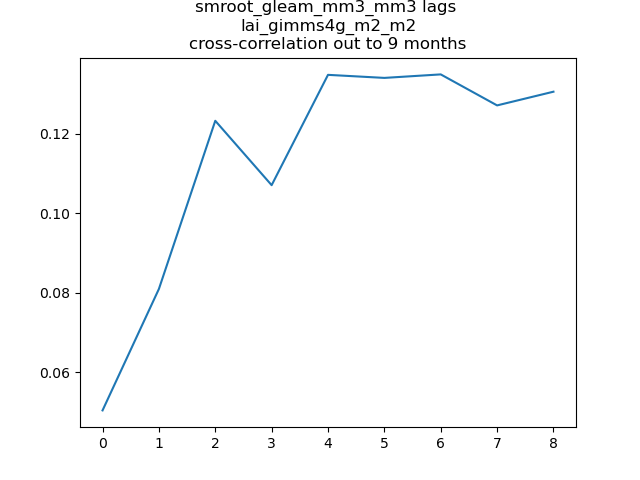 smroot_gleam_mm3_mm3 lags
lai_gimms4g_m2_m2
cross-correlation out to 9 months
0.12
0.10
0.08
0.06
0 1 2 3 4 5 6 7 8